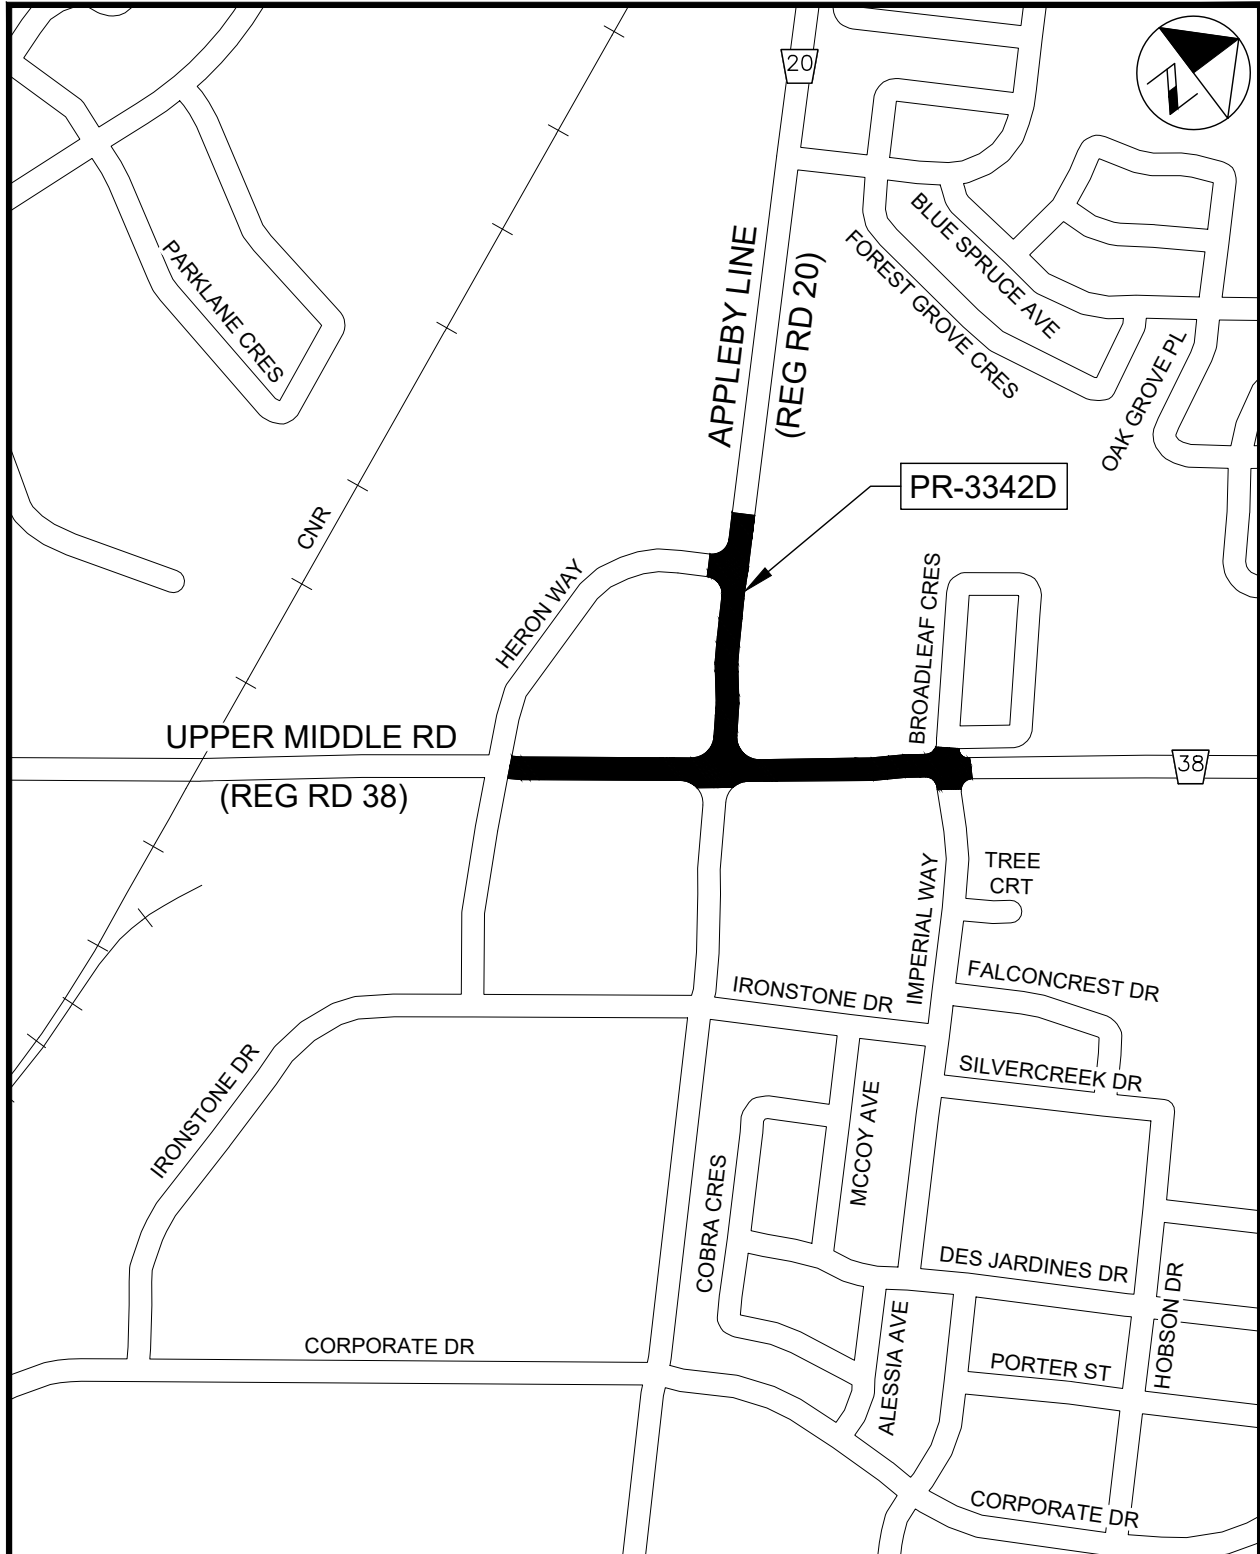 20
N
PARKLANE CRES
APPLEBY LINE
(REG RD 20)
BLUE SPRUCE AVE
FOREST GROVE CRES
OAK GROVE PL
PR-3342D
CNR
HERON WAY
BROADLEAF CRES
UPPER MIDDLE RD
(REG RD 38)
38
IMPERIAL WAY
TREE
CRT
IRONSTONE DR
FALCONCREST DR
IRONSTONE DR
SILVERCREEK DR
MCCOY AVE
COBRA CRES
DES JARDINES DR
HOBSON DR
CORPORATE DR
ALESSIA AVE
PORTER ST
CORPORATE DR